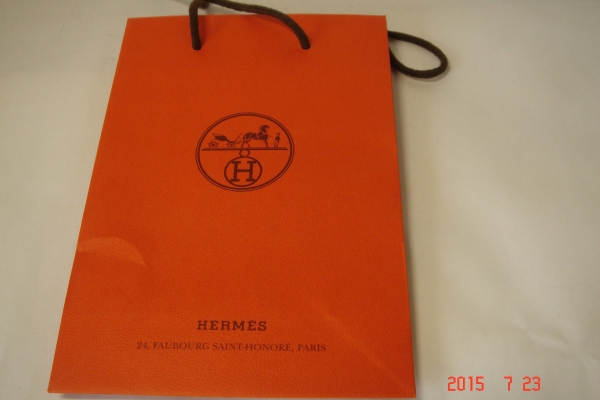 H
HERMÈS
24, FAUBOURG SAINT-HONORÉ, PARIS
2015 7 23